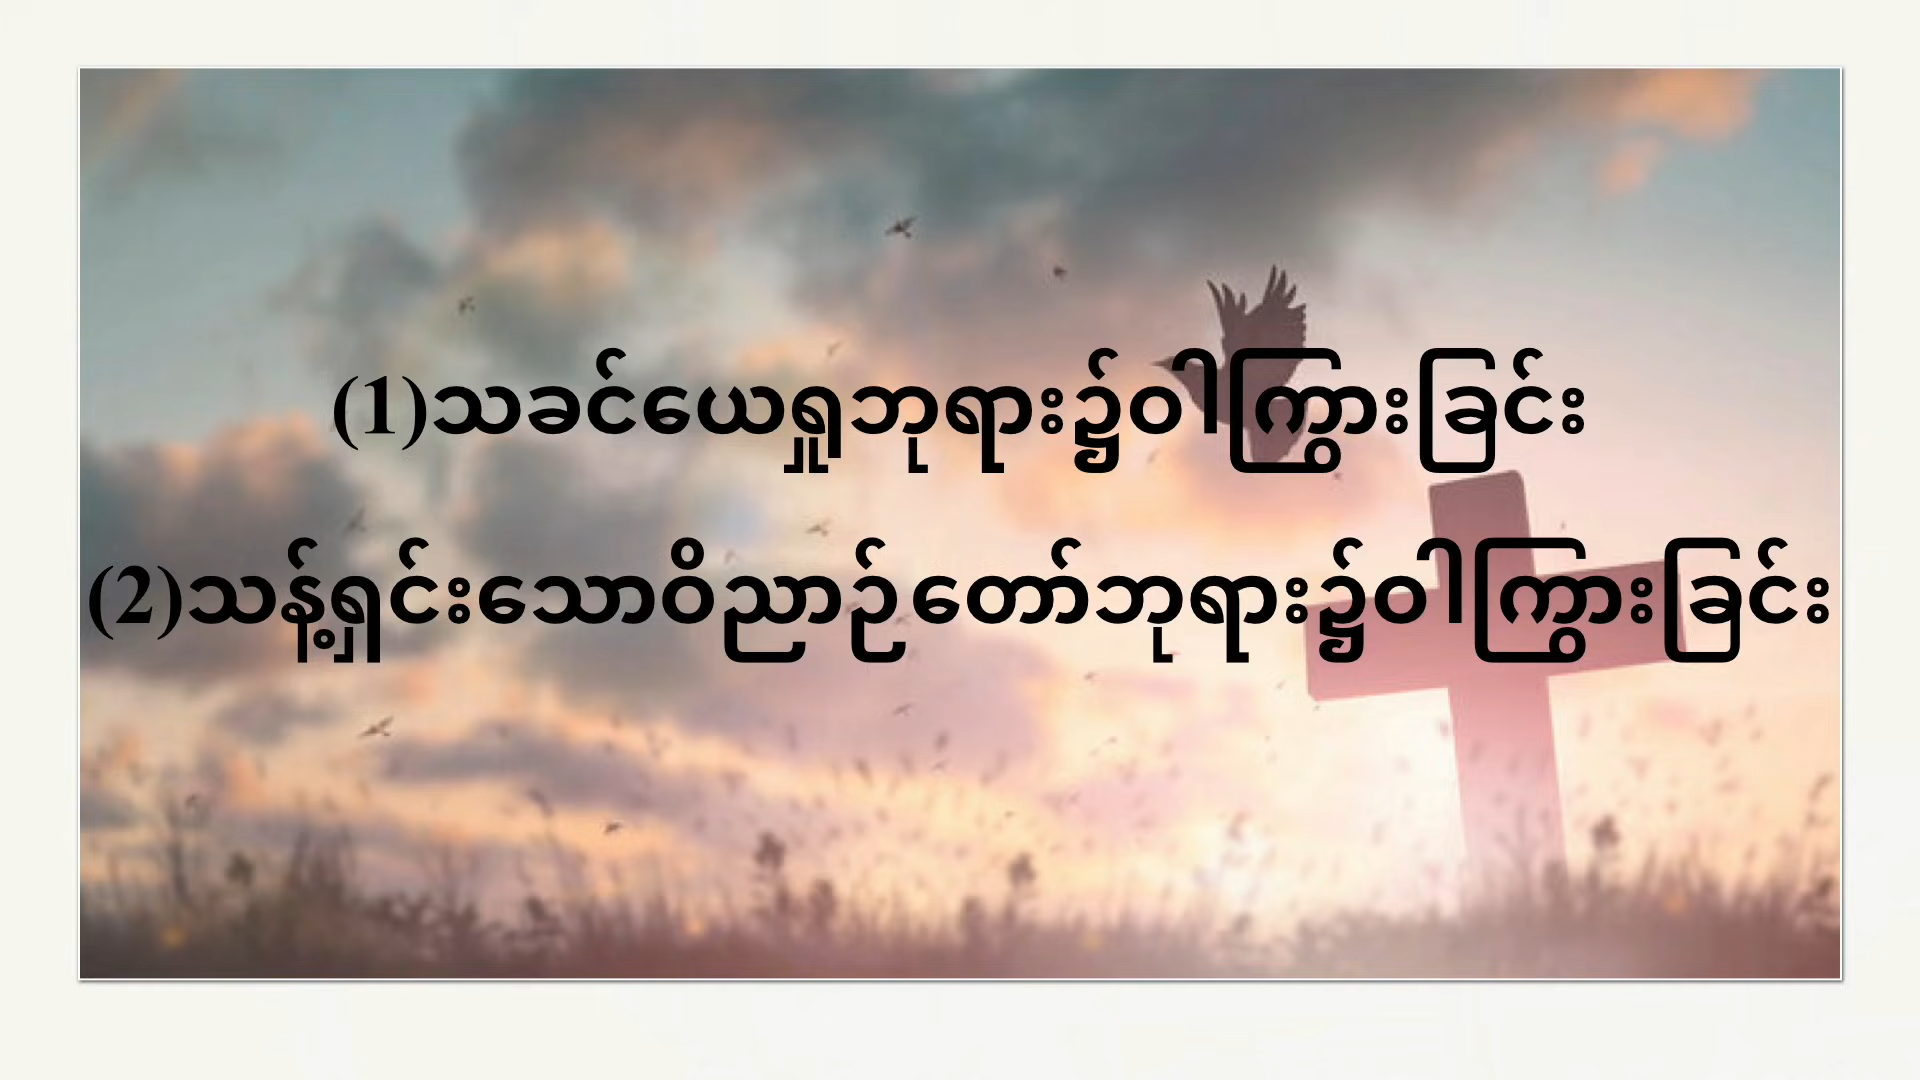 (1)သခင်ယေရှုဘုရား၌ဝါကြွားခြင်း
(2)သန့်ရှင်းသောဝိညာဉ်တော်ဘုရား၌ဝါကြွားခြင်း